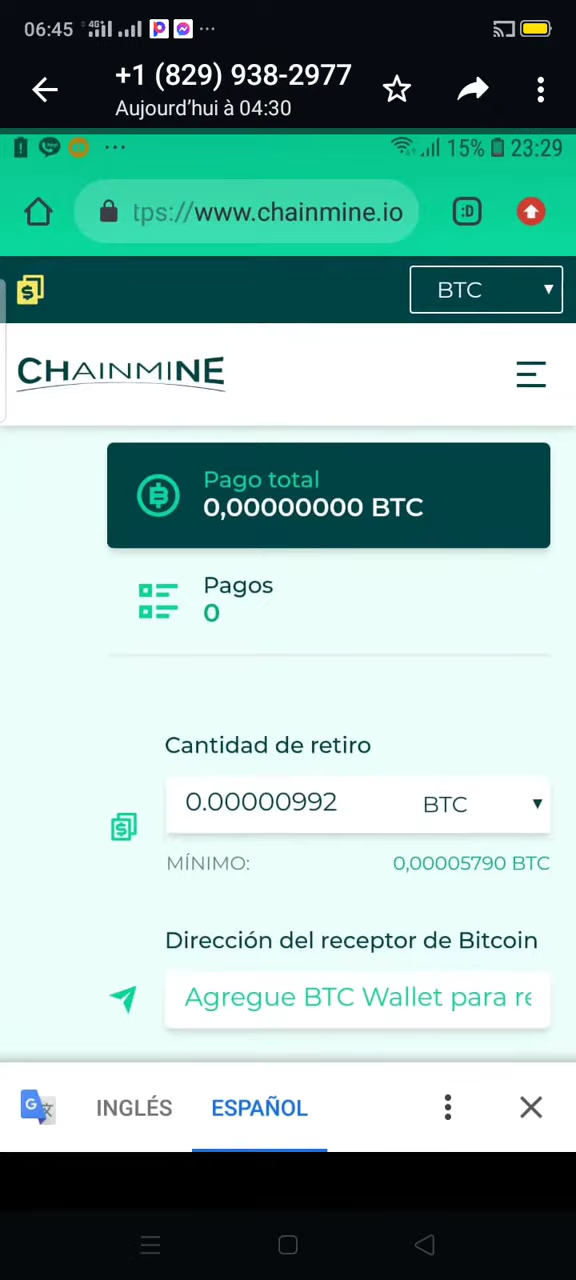 06:45 4G+
+1 (829) 938-2977
Aujourd’hui à 04:30
15% 23:29
tps://www.chainmine.io :D
BTC
CHAINMINE
Pago total
0,00000000 BTC
Pagos
0
Cantidad de retiro
0.00000992 BTC
MÍNIMO: 0,00005790 BTC
Dirección del receptor de Bitcoin
Agregue BTC Wallet para re
INGLÉS ESPAÑOL